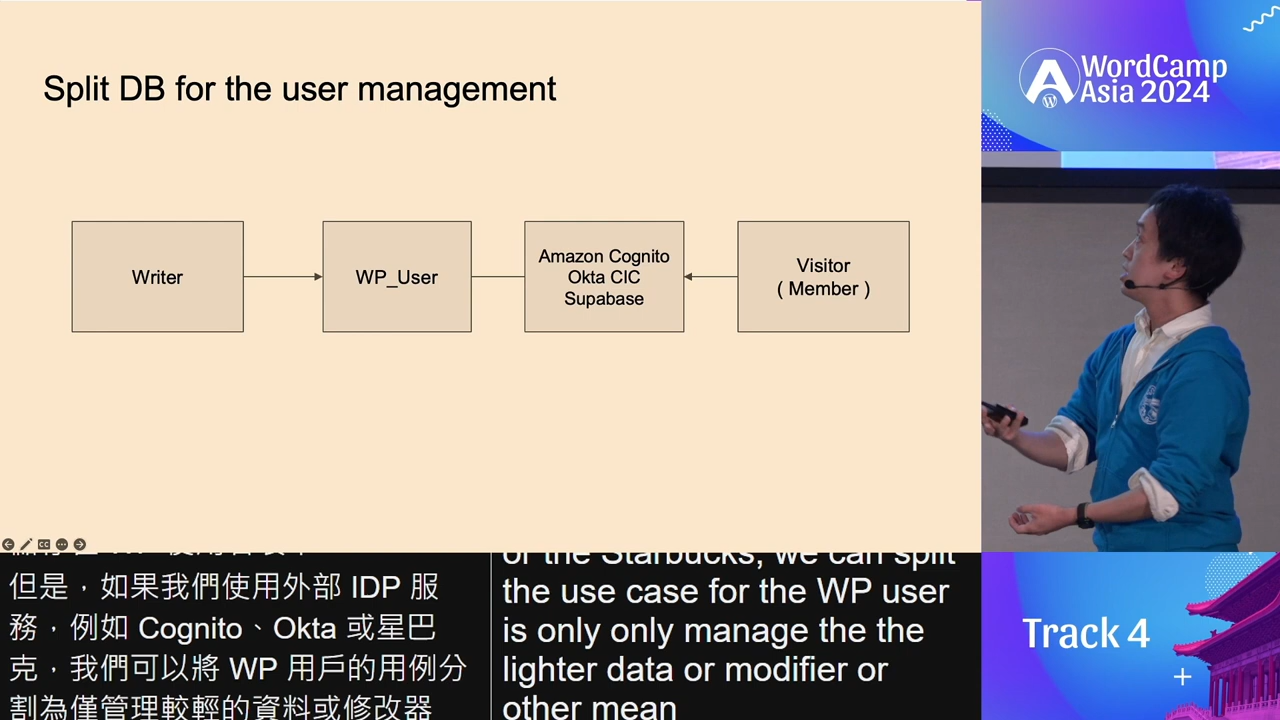 Split DB for the user management
Writer
WP_User
Amazon Cognito
Okta CIC
Supabase
Visitor
( Member )
但是，如果我們使用外部 IDP 服
務，例如 Cognito、Okta 或星巴
克，我們可以將 WP 用戶的用例分
割為僅管理較輕的資料或修改器
of the Starbucks, we can split
the use case for the WP user
is only only manage the the
lighter data or modifier or
other mean
WordCamp
Asia 2024
Track 4